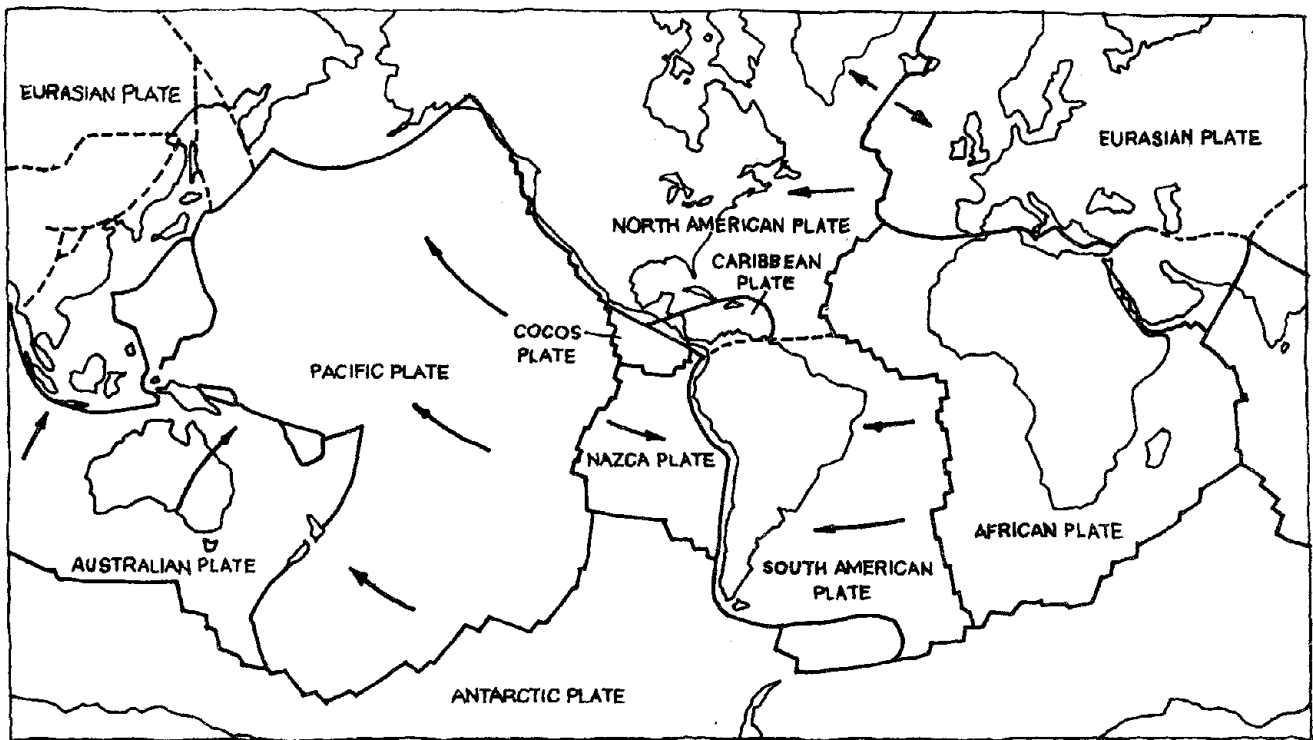 EURASIAN PLATE
EURASIAN PLATE
NORTH AMERICAN PLATE
CARIBBEAN
PLATE
COCOS
PLATE
PACIFIC PLATE
NAZCA PLATE
AFRICAN PLATE
AUSTRALIAN PLATE
SOUTH AMERICAN
PLATE
ANTARCTIC PLATE